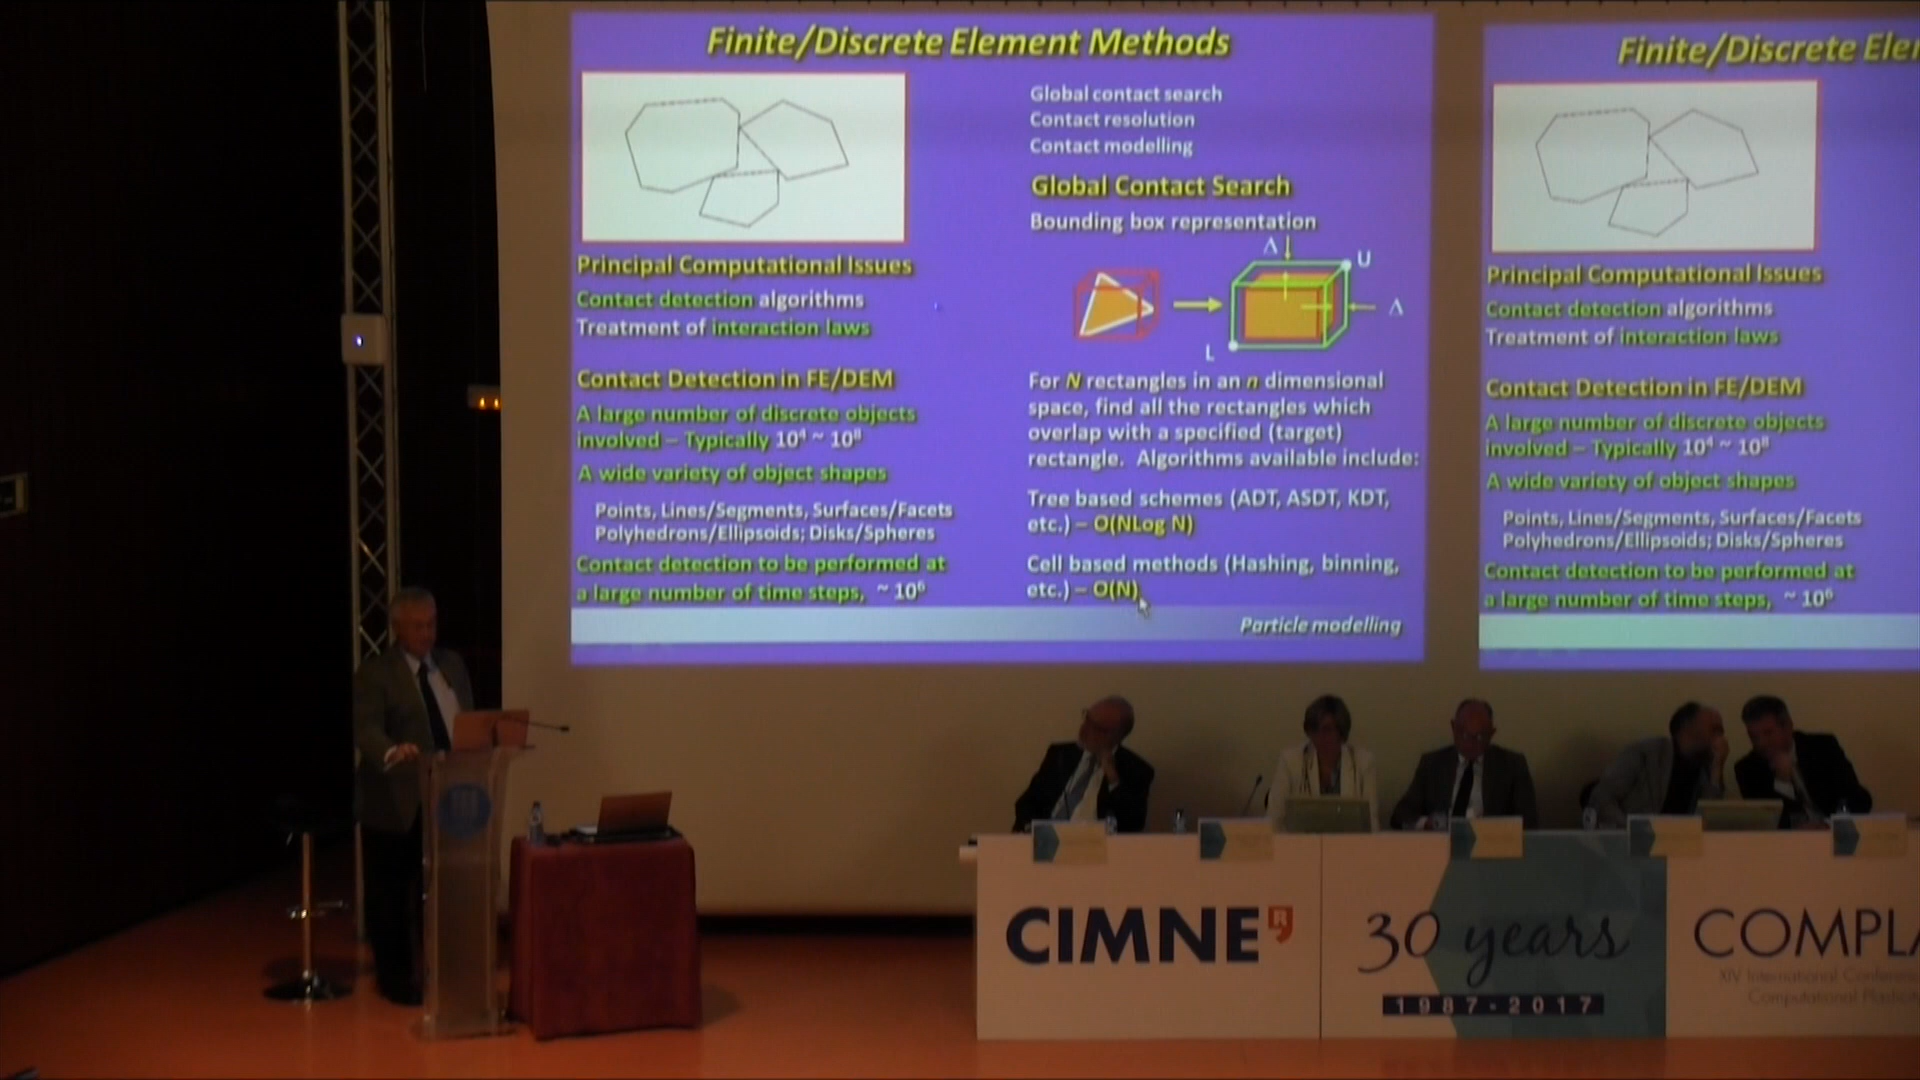 Finite/Discrete Element Methods
Global contact search
Contact resolution
Contact modelling
Global Contact Search
Bounding box representation
Λ
U
Λ
L
Principal Computational Issues
Contact detection algorithms
Treatment of interaction laws
Contact Detection in FE/DEM
A large number of discrete objects
involved – Typically 10⁴ ~ 10⁸
A wide variety of object shapes
Points, Lines/Segments, Surfaces/Facets
Polyhedrons/Ellipsoids; Disks/Spheres
Contact detection to be performed at
a large number of time steps, ~ 10⁶
For N rectangles in an n dimensional
space, find all the rectangles which
overlap with a specified (target)
rectangle. Algorithms available include:
Tree based schemes (ADT, ASDT, KDT,
etc.) – O(NLog N)
Cell based methods (Hashing, binning,
etc.) – O(N)
Particle modelling
Finite/Discrete Ele
Principal Computational Issues
Contact detection algorithms
Treatment of interaction laws
Contact Detection in FE/DEM
A large number of discrete objects
involved – Typically 10⁴ ~ 10⁸
A wide variety of object shapes
Points, Lines/Segments, Surfaces/Facets
Polyhedrons/Ellipsoids; Disks/Spheres
Contact detection to be performed at
a large number of time steps, ~ 10⁶
CIMNE
30 years
1987-2017
COMPLA
XIV International Conferen
Computational Plastici